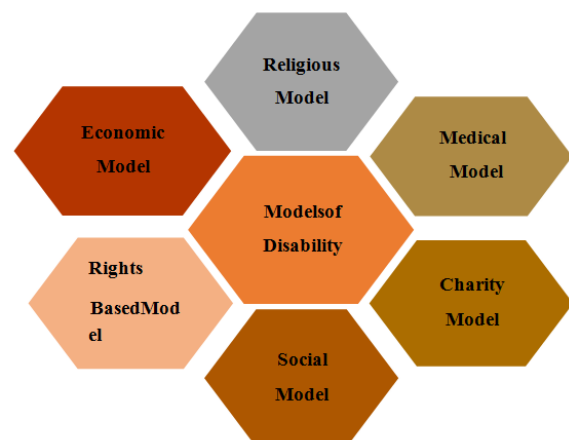 Religious
Model
Economic
Model
Medical
Model
Modelsof
Disability
Rights
BasedMod
el
Charity
Model
Social
Model